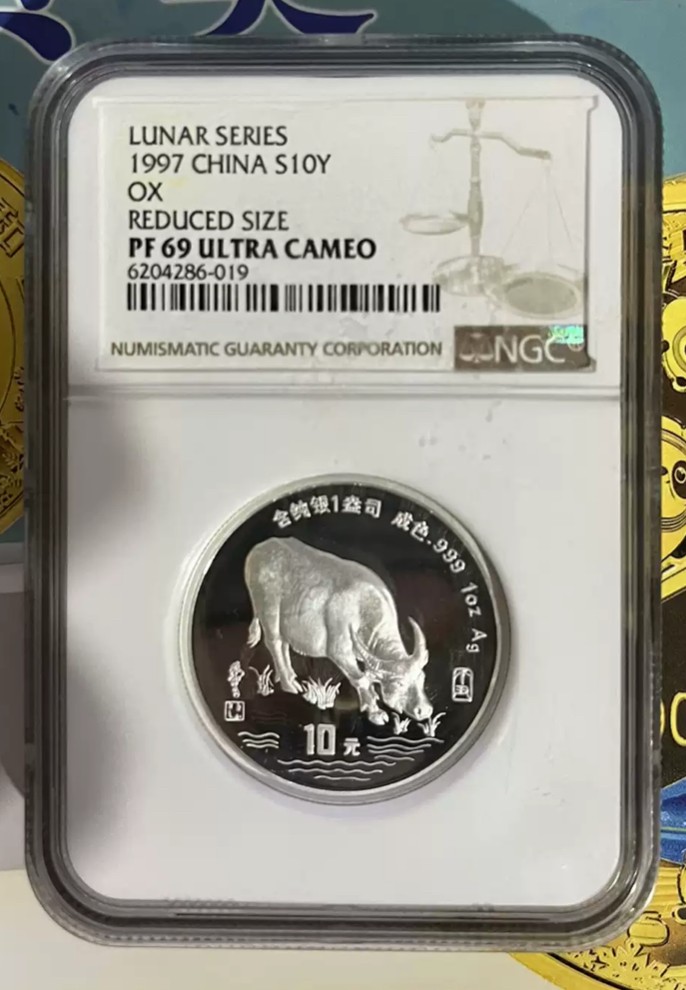 LUNAR SERIES
1997 CHINA S10Y
OX
REDUCED SIZE
PF 69 ULTRA CAMEO
6204286-019
NUMISMATIC GUARANTY CORPORATION
NGC
含纯银1盎司 成色.999 1oz Ag
10元